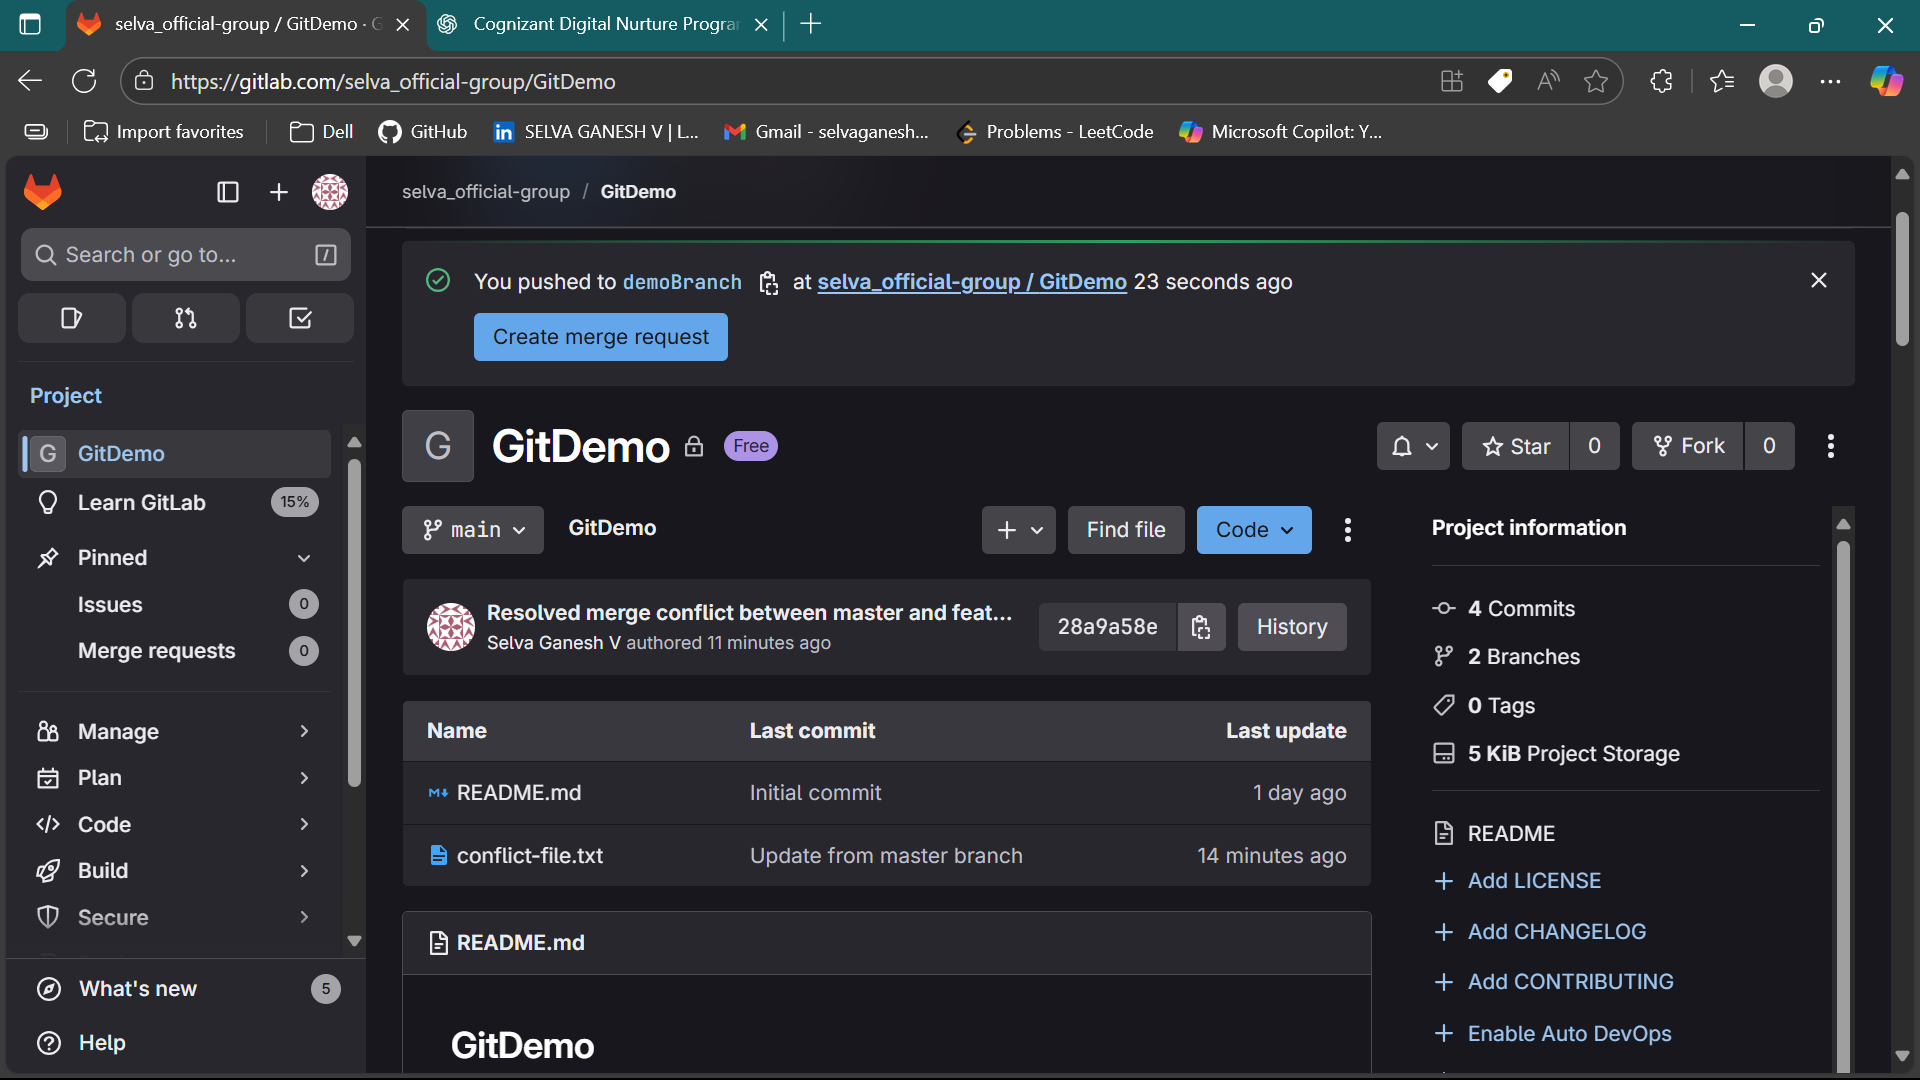 selva_official-group / GitDemo · G
Cognizant Digital Nurture Progra
https://gitlab.com/selva_official-group/GitDemo
Import favorites
Dell
GitHub
SELVA GANESH V | L...
Gmail - selvaganesh...
Problems - LeetCode
Microsoft Copilot: Y...
selva_official-group / GitDemo
Search or go to... /
You pushed to demoBranch at selva_official-group / GitDemo 23 seconds ago
Create merge request
Project
G GitDemo
Learn GitLab 15%
Pinned
Issues 0
Merge requests 0
Manage
Plan
Code
Build
Secure
What's new 5
Help
G GitDemo Free
Star 0
Fork 0
main GitDemo
Find file
Code
Resolved merge conflict between master and feat...
Selva Ganesh V authored 11 minutes ago
28a9a58e
History
Name Last commit Last update
README.md Initial commit 1 day ago
conflict-file.txt Update from master branch 14 minutes ago
README.md
GitDemo
Project information
4 Commits
2 Branches
0 Tags
5 KiB Project Storage
README
Add LICENSE
Add CHANGELOG
Add CONTRIBUTING
Enable Auto DevOps